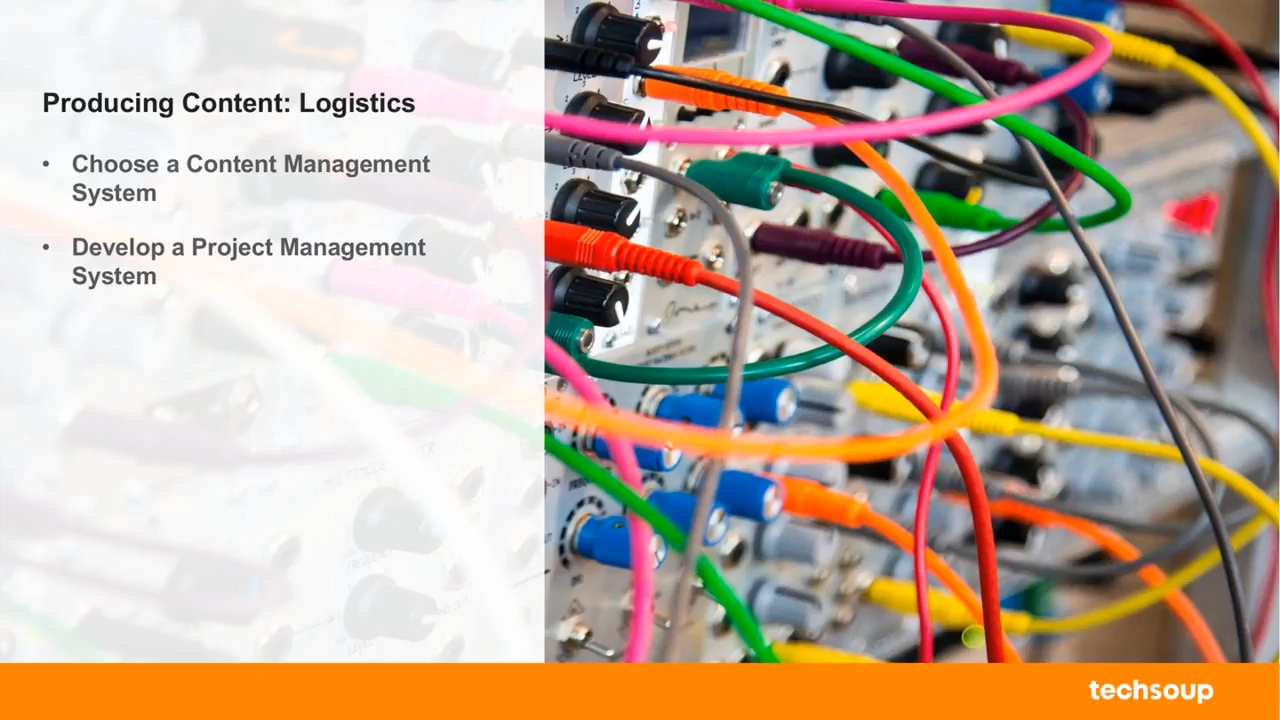 Producing Content: Logistics
• Choose a Content Management
System
• Develop a Project Management
System
techsoup